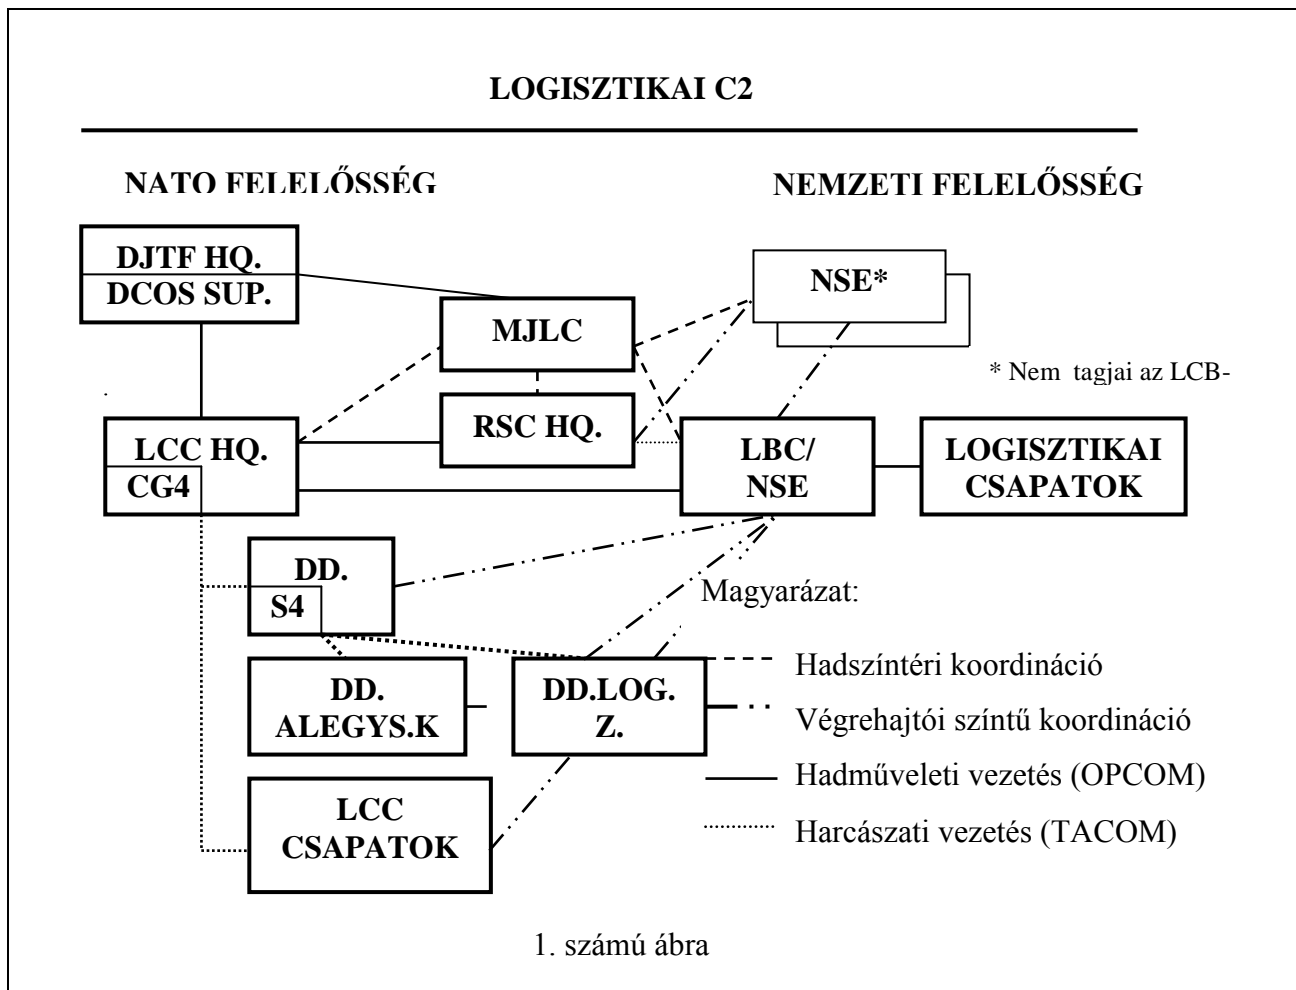 LOGISZTIKAI C2
NATO FELELŐSSÉG
NEMZETI FELELŐSSÉG
DJTF HQ.
DCOS SUP.
MJLC
NSE*
* Nem tagjai az LCB-
LCC HQ.
CG4
RSC HQ.
LBC/
NSE
LOGISZTIKAI
CSAPATOK
DD.
S4
Magyarázat:
DD.
ALEGYS.K
DD.LOG.
Z.
LCC
CSAPATOK
Hadszíntéri koordináció
Végrehajtói színtű koordináció
Hadműveleti vezetés (OPCOM)
Harcászati vezetés (TACOM)
1. számú ábra